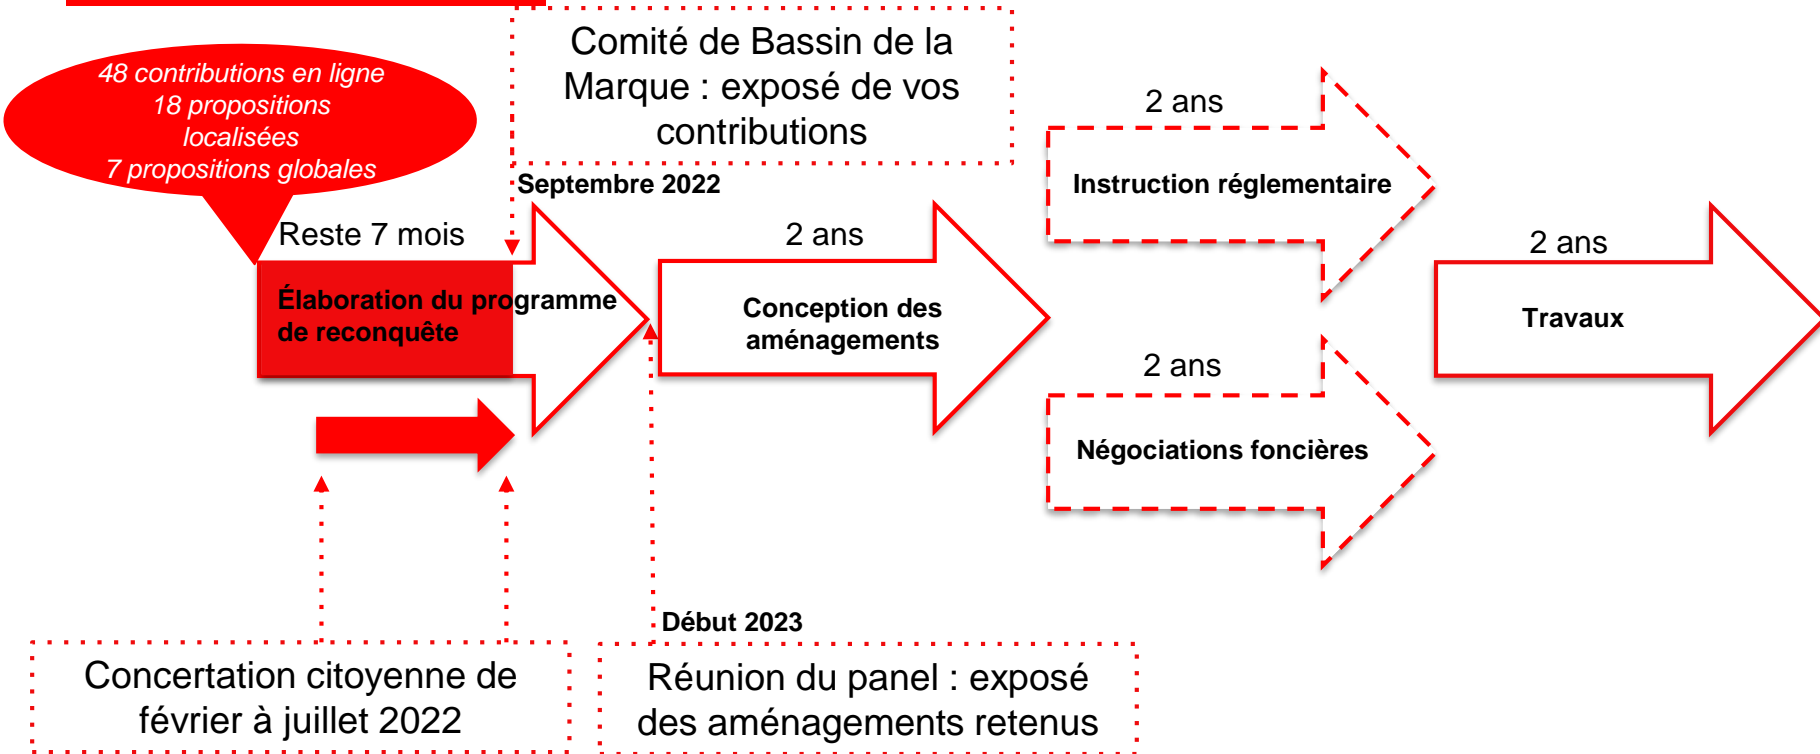 Comité de Bassin de la
Marque : exposé de vos
contributions
48 contributions en ligne
18 propositions
localisées
7 propositions globales
Septembre 2022
Reste 7 mois
Élaboration du programme
de reconquête
2 ans
Conception des
aménagements
2 ans
Instruction réglementaire
2 ans
Négociations foncières
2 ans
Travaux
Concertation citoyenne de
février à juillet 2022
Début 2023
Réunion du panel : exposé
des aménagements retenus